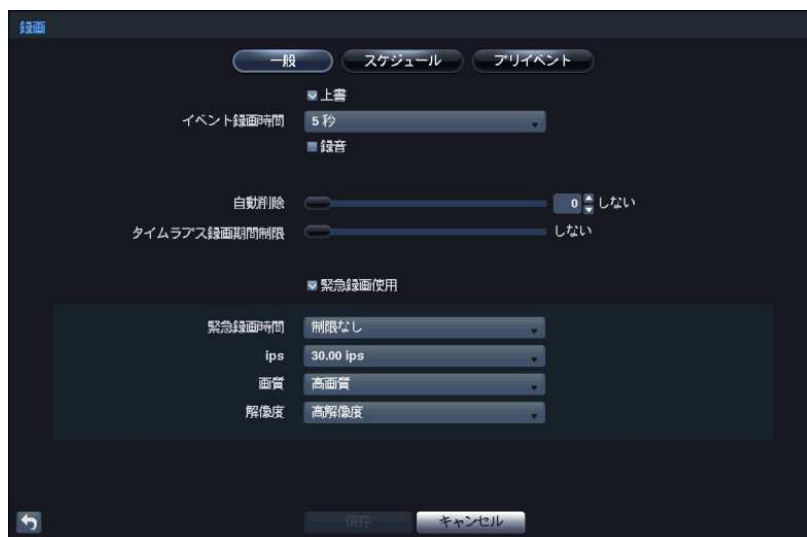 録画
一般 スケジュール プリイベント
上書
イベント録画時間 5 秒
録音
自動削除 0 しない
タイムラプス録画期間制限 しない
緊急録画使用
緊急録画時間 制限なし
ips 30.00 ips
画質 高画質
解像度 高解像度
保存 キャンセル